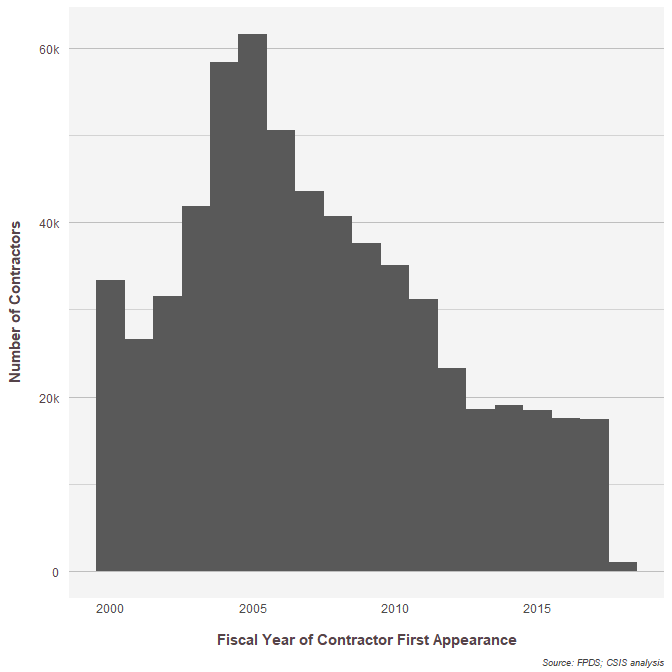 60k
40k
20k
0
Number of Contractors
2000
2005
2010
2015
Fiscal Year of Contractor First Appearance
Source: FPDS; CSIS analysis